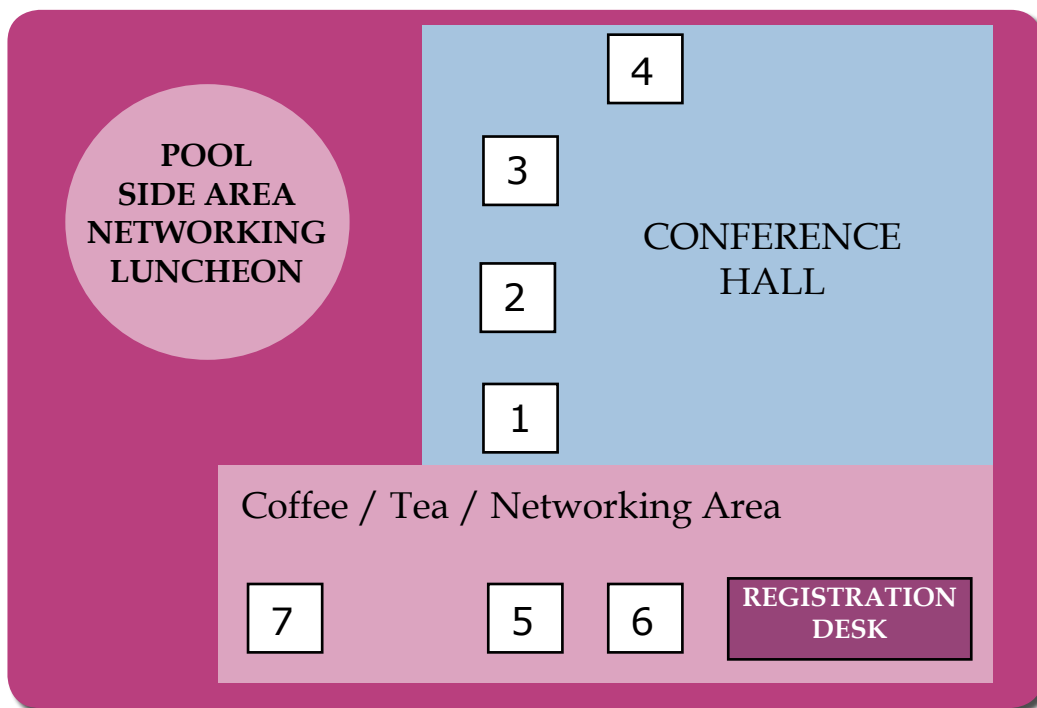 4
POOL
SIDE AREA
NETWORKING
LUNCHEON
3
CONFERENCE
HALL
2
1
Coffee / Tea / Networking Area
7
5
6
REGISTRATION
DESK